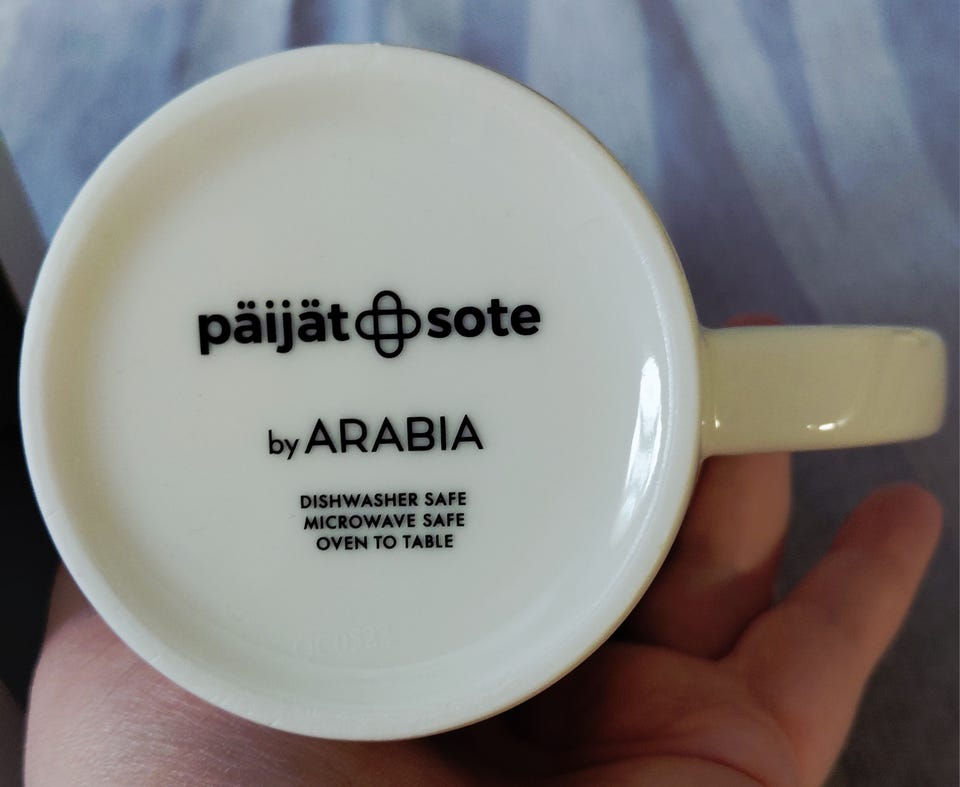 päijät sote
by ARABIA
DISHWASHER SAFE
MICROWAVE SAFE
OVEN TO TABLE